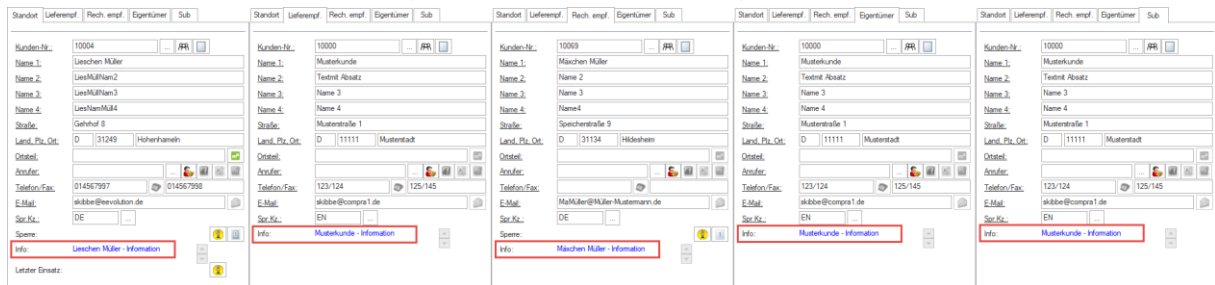 Standort Lieferempf. Rech. empf. Eigentümer Sub
Kunden-Nr.: 10004 ...
Name 1: Lieschen Müller
Name 2: LiesMüllNam2
Name 3: LiesMüllNam3
Name 4: LiesNamMüll4
Straße: Gehrhof 8
Land, Plz, Ort: D 31249 Hohenhameln
Ortsteil:
Anrufer: ...
Telefon/Fax: 014567997 014567998
E-Mail: skibbe@eevolution.de
Spr.Kz.: DE ...
Sperre:
Info: Lieschen Müller - Information
Letzter Einsatz:
Standort Lieferempf. Rech. empf. Eigentümer Sub
Kunden-Nr.: 10000 ...
Name 1: Musterkunde
Name 2: Textmit Absatz
Name 3: Name 3
Name 4: Name 4
Straße: Musterstraße 1
Land, Plz, Ort: D 11111 Musterstadt
Ortsteil:
Anrufer: ...
Telefon/Fax: 123/124 125/145
E-Mail: skibbe@compra1.de
Spr.Kz.: EN ...
Info: Musterkunde - Information
Standort Lieferempf. Rech. empf. Eigentümer Sub
Kunden-Nr.: 10069 ...
Name 1: Mäxchen Müller
Name 2: Name 2
Name 3: Name 3
Name 4: Name4
Straße: Speicherstraße 9
Land, Plz, Ort: D 31134 Hildesheim
Ortsteil:
Anrufer: ...
Telefon/Fax:
E-Mail: MaMüller@Müller-Mustermann.de
Spr.Kz.: DE ...
Sperre:
Info: Mäxchen Müller - Information
Standort Lieferempf. Rech. empf. Eigentümer Sub
Kunden-Nr.: 10000 ...
Name 1: Musterkunde
Name 2: Textmit Absatz
Name 3: Name 3
Name 4: Name 4
Straße: Musterstraße 1
Land, Plz, Ort: D 11111 Musterstadt
Ortsteil:
Anrufer: ...
Telefon/Fax: 123/124 125/145
E-Mail: skibbe@compra1.de
Spr.Kz.: EN ...
Info: Musterkunde - Information
Standort Lieferempf. Rech. empf. Eigentümer Sub
Kunden-Nr.: 10000 ...
Name 1: Musterkunde
Name 2: Textmit Absatz
Name 3: Name 3
Name 4: Name 4
Straße: Musterstraße 1
Land, Plz, Ort: D 11111 Musterstadt
Ortsteil:
Anrufer: ...
Telefon/Fax: 123/124 125/145
E-Mail: skibbe@compra1.de
Spr.Kz.: EN ...
Info: Musterkunde - Information